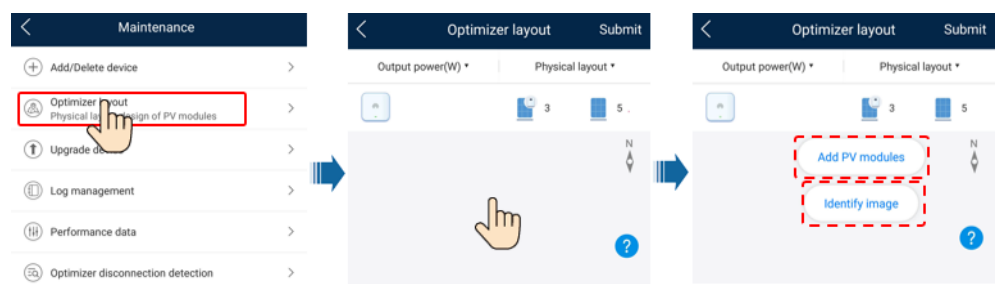 Maintenance
Add/Delete device
Optimizer layout
Physical layout design of PV modules
Upgrade device
Log management
Performance data
Optimizer disconnection detection
Optimizer layout Submit
Output power(W) Physical layout
3 5 .
N
?
Optimizer layout Submit
Output power(W) Physical layout
3 5
N
Add PV modules
Identify image
?